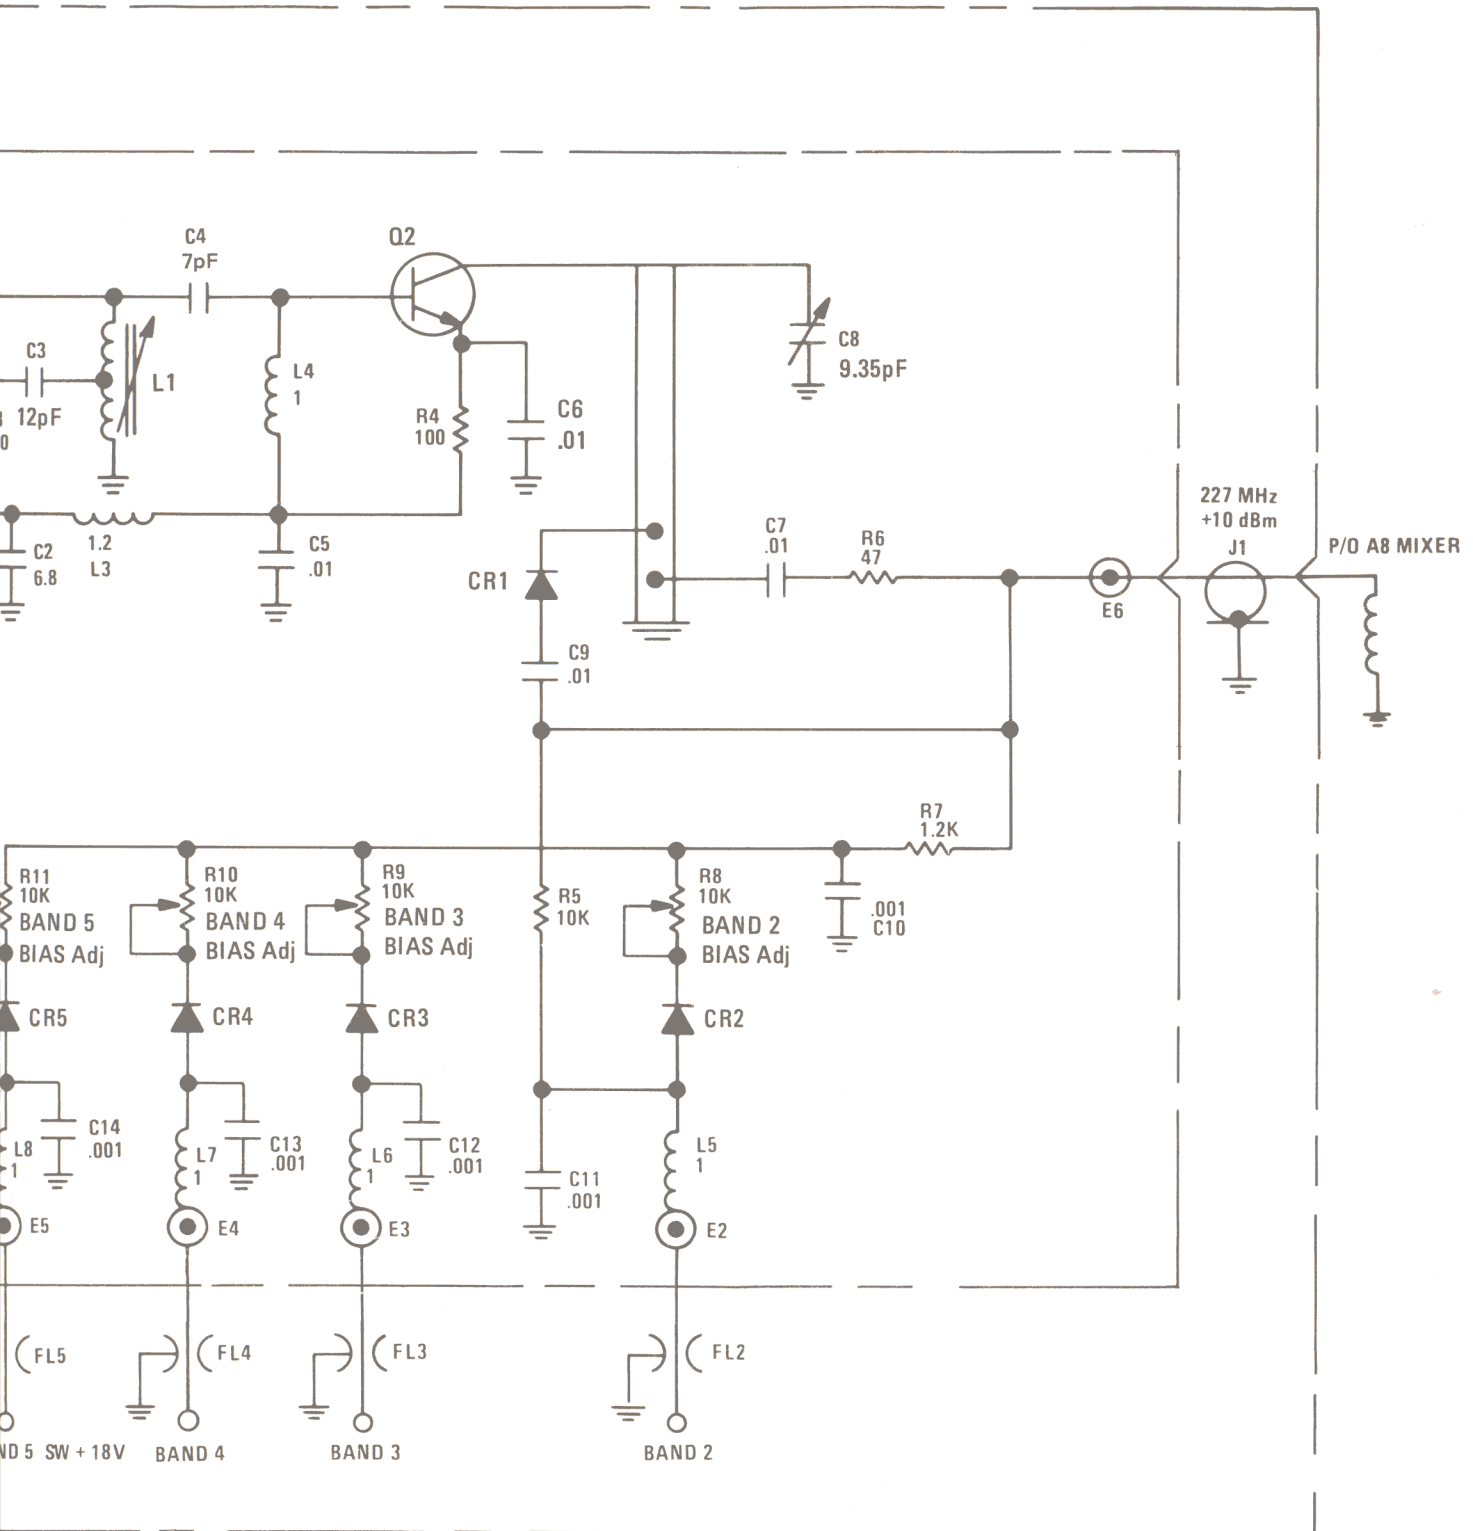 C4
7pF
Q2
C3
12pF
L1
L4
1
R4
100
C6
.01
C8
9.35pF
0
C2
6.8
1.2
L3
C5
.01
CR1
C7
.01
R6
47
227 MHz
+10 dBm
J1
P/O A8 MIXER
E6
C9
.01
R7
1.2K
R11
10K
BAND 5
BIAS Adj
R10
10K
BAND 4
BIAS Adj
R9
10K
BAND 3
BIAS Adj
R5
10K
R8
10K
BAND 2
BIAS Adj
.001
C10
CR5
CR4
CR3
CR2
C14
.001
L8
1
C13
.001
L7
1
C12
.001
L6
1
C11
.001
L5
1
E5
E4
E3
E2
FL5
FL4
FL3
FL2
ND 5 SW + 18V
BAND 4
BAND 3
BAND 2